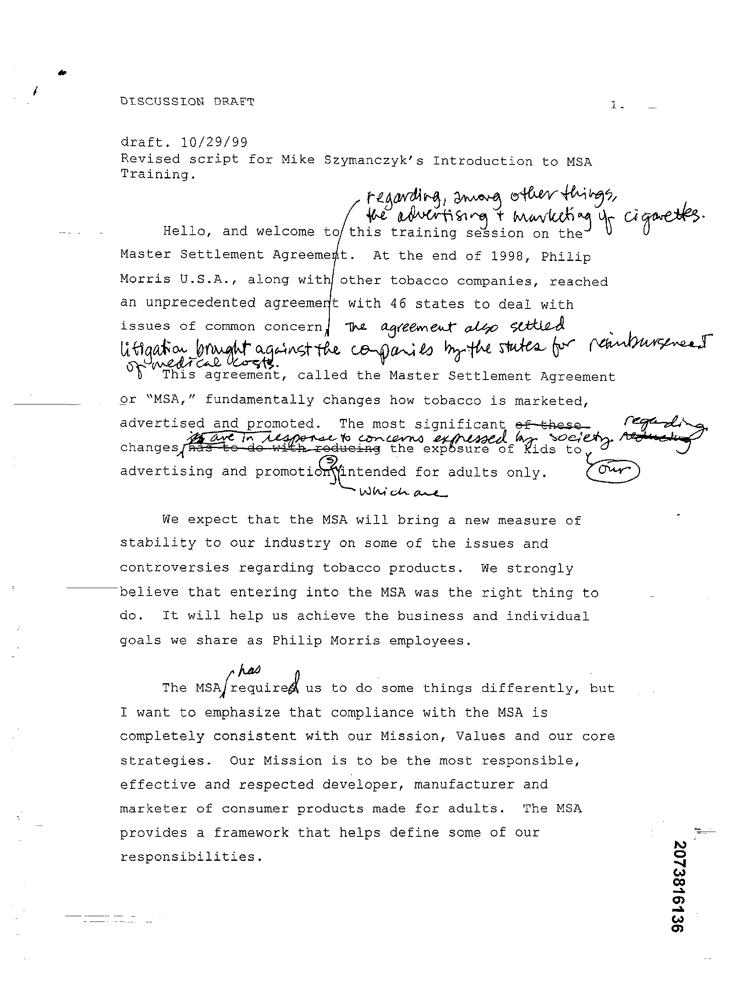 DISCUSSION DRAFT
1.
draft. 10/29/99
Revised script for Mike Szymanczyk's Introduction to MSA
Training.
regarding, among other things,
the advertising + marketing of cigarettes.
Hello, and welcome to this training session on the
Master Settlement Agreement. At the end of 1998, Philip
Morris U.S.A., along with other tobacco companies, reached
an unprecedented agreement with 46 states to deal with
issues of common concern. The agreement also settled
litigation brought against the companies by the states for reimbursement
of medical costs.
This agreement, called the Master Settlement Agreement
or "MSA," fundamentally changes how tobacco is marketed,
advertised and promoted. The most significant of these regarding
are in response to concerns expressed by society. reducing
changes has to do with reducing the exposure of kids to
our
advertising and promotion s intended for adults only.
which are
We expect that the MSA will bring a new measure of
stability to our industry on some of the issues and
controversies regarding tobacco products. We strongly
believe that entering into the MSA was the right thing to
do. It will help us achieve the business and individual
goals we share as Philip Morris employees.
has
The MSA required us to do some things differently, but
I want to emphasize that compliance with the MSA is
completely consistent with our Mission, Values and our core
strategies. Our Mission is to be the most responsible,
effective and respected developer, manufacturer and
marketer of consumer products made for adults. The MSA
provides a framework that helps define some of our
responsibilities.
2073816136